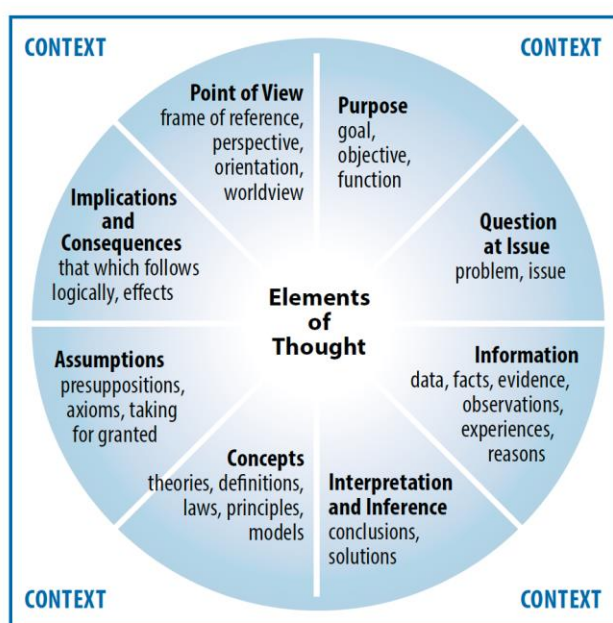 CONTEXT
CONTEXT
Point of View
frame of reference,
perspective,
orientation,
worldview
Purpose
goal,
objective,
function
Implications
and
Consequences
that which follows
logically, effects
Question
at Issue
problem, issue
Elements
of
Thought
Assumptions
presuppositions,
axioms, taking
for granted
Information
data, facts, evidence,
observations,
experiences,
reasons
Concepts
theories, definitions,
laws, principles,
models
Interpretation
and Inference
conclusions,
solutions
CONTEXT
CONTEXT